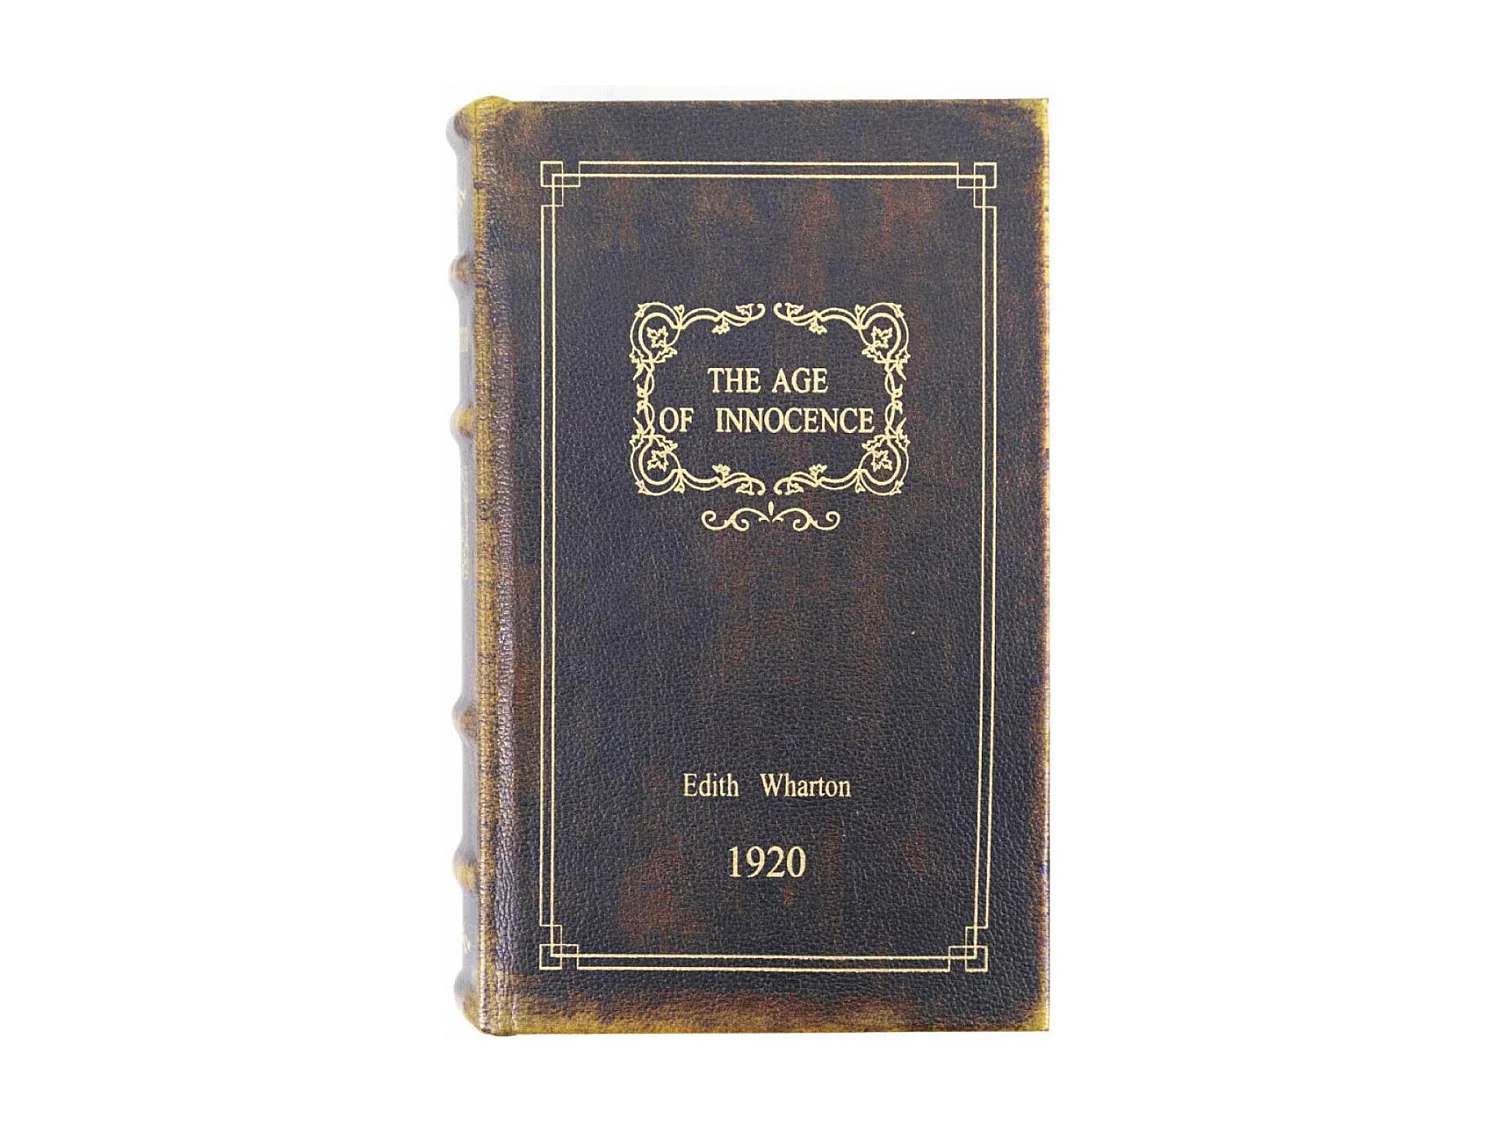 THE AGE
OF INNOCENCE
Edith Wharton
1920